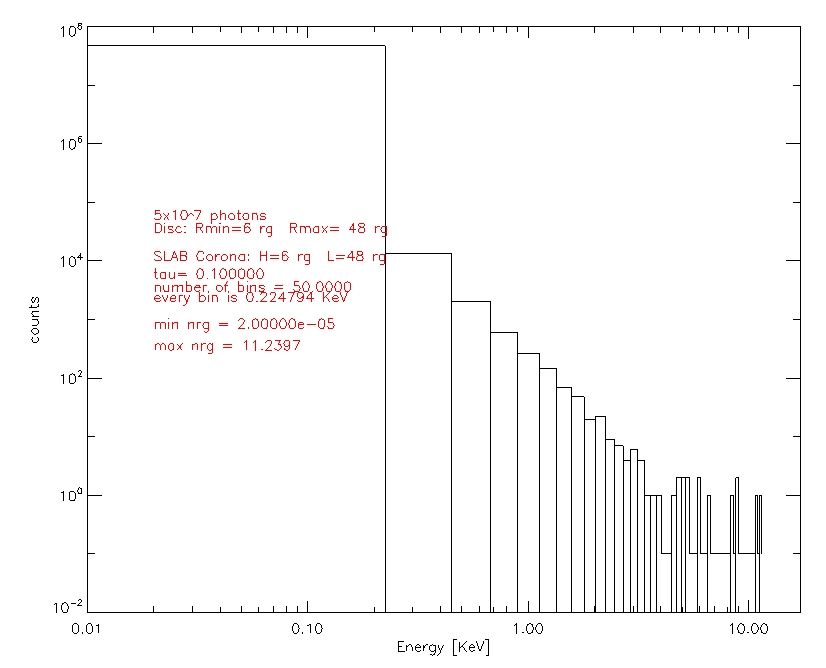 10^8
10^6
5x10^7 photons
Disc: Rmin=6 rg Rmax= 48 rg
SLAB Corona: H=6 rg L=48 rg
10^4
tau= 0.100000
number of bins = 50.0000
every bin is 0.224794 KeV
min nrg = 2.00000e-05
max nrg = 11.2397
counts
10^2
10^0
10^-2
0.01 0.10 1.00 10.00
Energy [KeV]